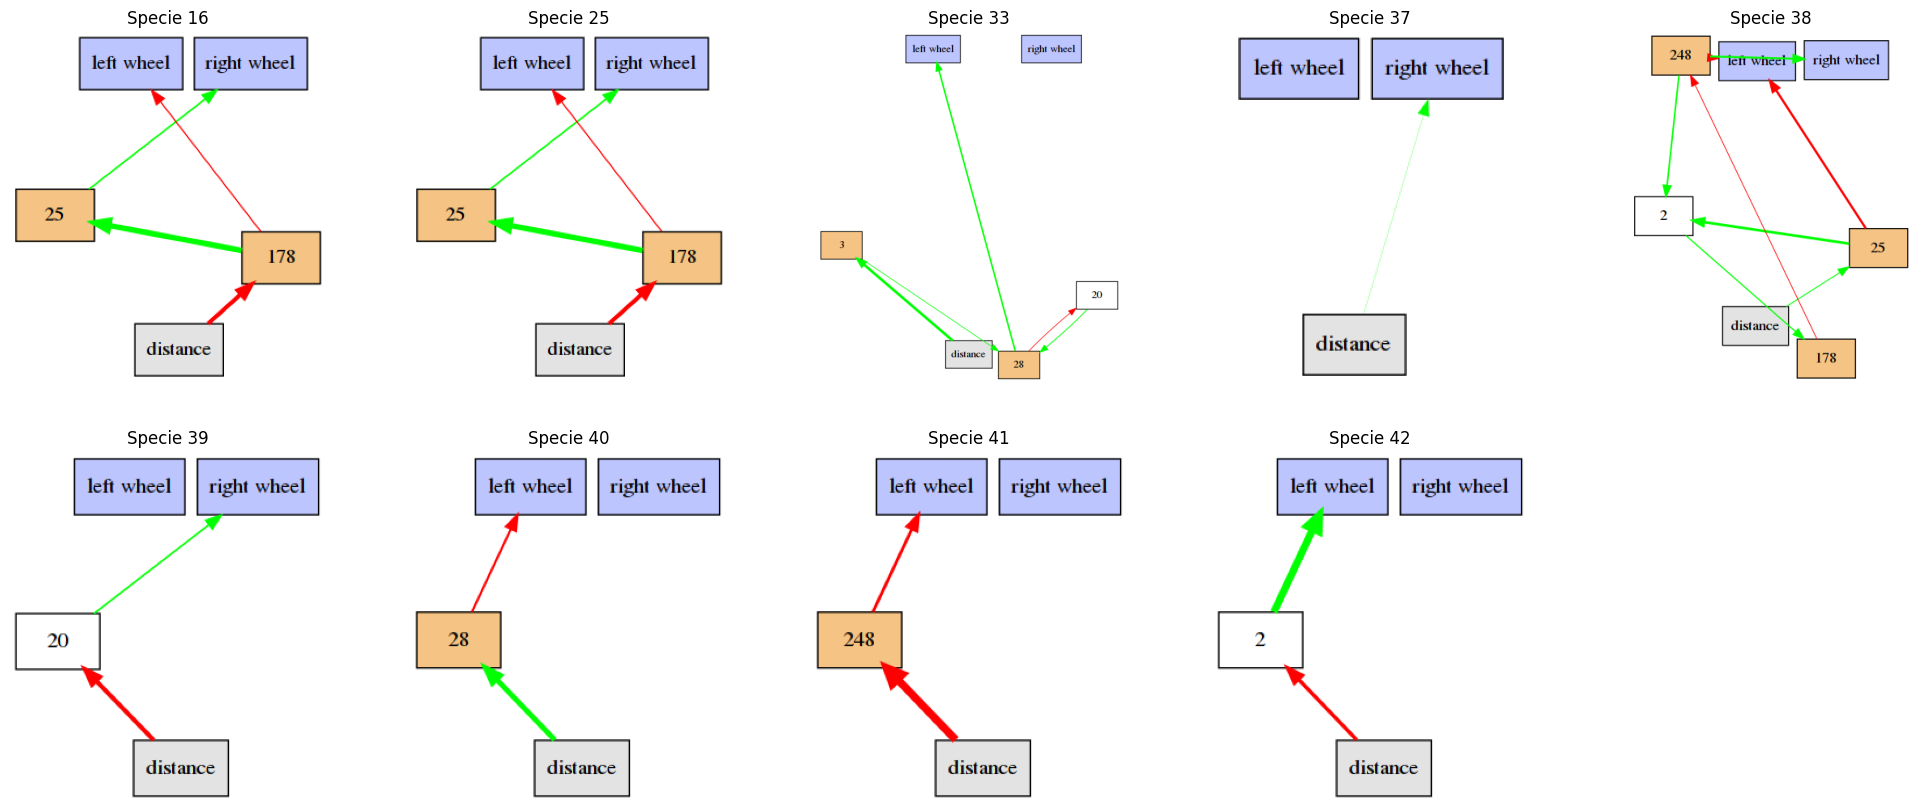 Specie 16
left wheel
right wheel
25
178
distance
Specie 25
left wheel
right wheel
25
178
distance
Specie 33
left wheel
right wheel
3
20
distance
28
Specie 37
left wheel
right wheel
distance
Specie 38
248
left wheel
right wheel
2
25
distance
178
Specie 39
left wheel
right wheel
20
distance
Specie 40
left wheel
right wheel
28
distance
Specie 41
left wheel
right wheel
248
distance
Specie 42
left wheel
right wheel
2
distance